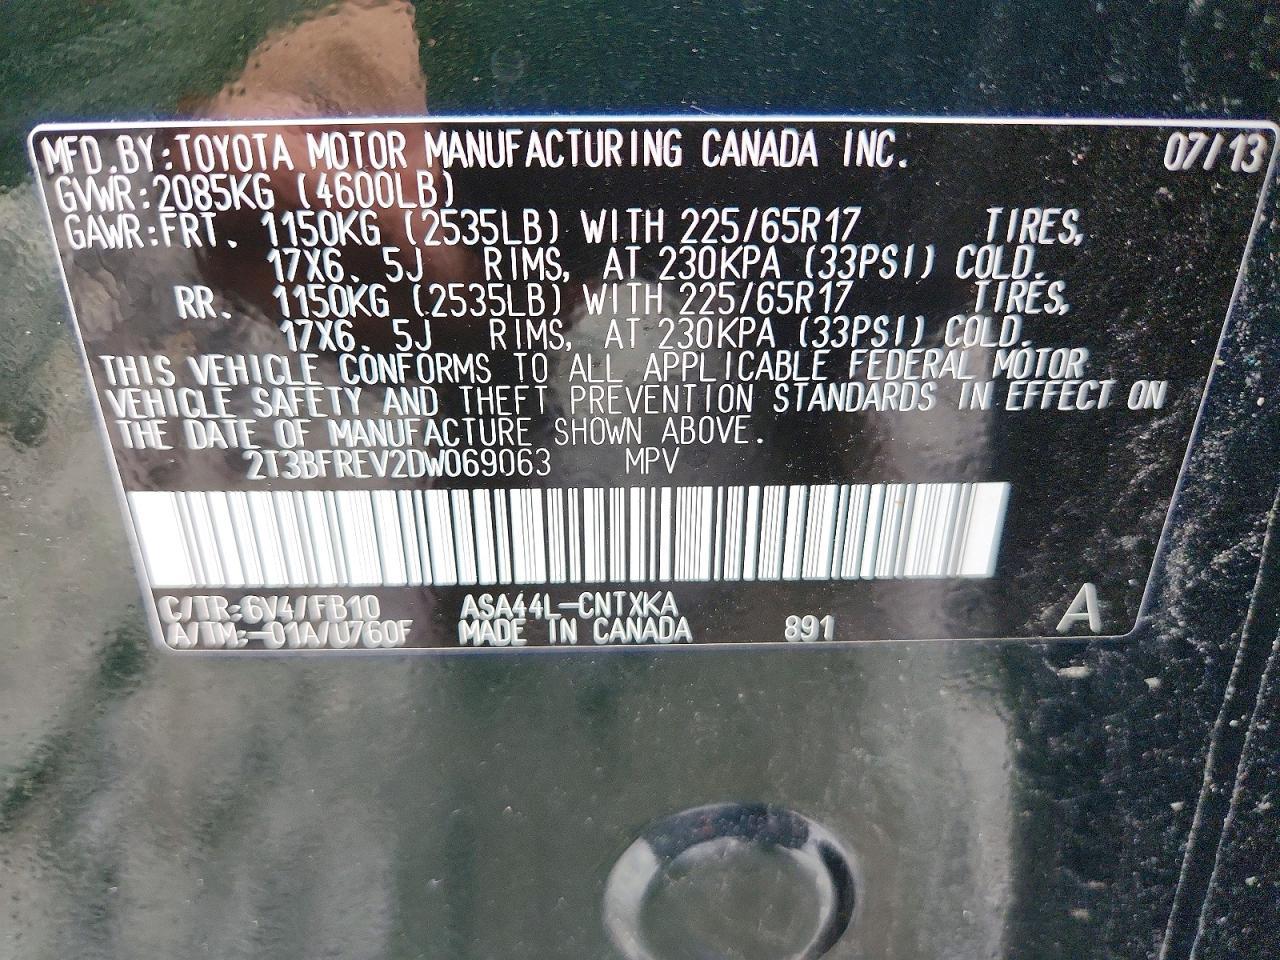 MFD.BY:TOYOTA MOTOR MANUFACTURING CANADA INC. 07/13
GVWR:2085KG (4600LB)
GAWR:FRT. 1150KG (2535LB) WITH 225/65R17 TIRES,
17X6.5J RIMS, AT 230KPA (33PSI) COLD.
RR. 1150KG (2535LB) WITH 225/65R17 TIRES,
17X6.5J RIMS, AT 230KPA (33PSI) COLD.
THIS VEHICLE CONFORMS TO ALL APPLICABLE FEDERAL MOTOR
VEHICLE SAFETY AND THEFT PREVENTION STANDARDS IN EFFECT ON
THE DATE OF MANUFACTURE SHOWN ABOVE.
2T3BFREV2DW069063 MPV
C/TR:6V4/FB10 ASA44L-CNTXKA
A/TM:-01A/U760F MADE IN CANADA 891 A